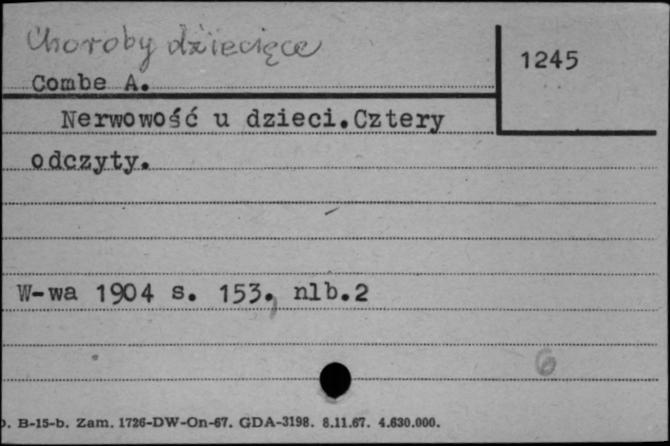 Choroby dziecięce
1245
Combe A.
Nerwowość u dzieci.Cztery
odczyty.
W-wa 1904 s. 153, nlb.2
6
B-15-b. Zam. 1726-DW-On-67. GDA-3198. 8.11.67. 4.630.000.